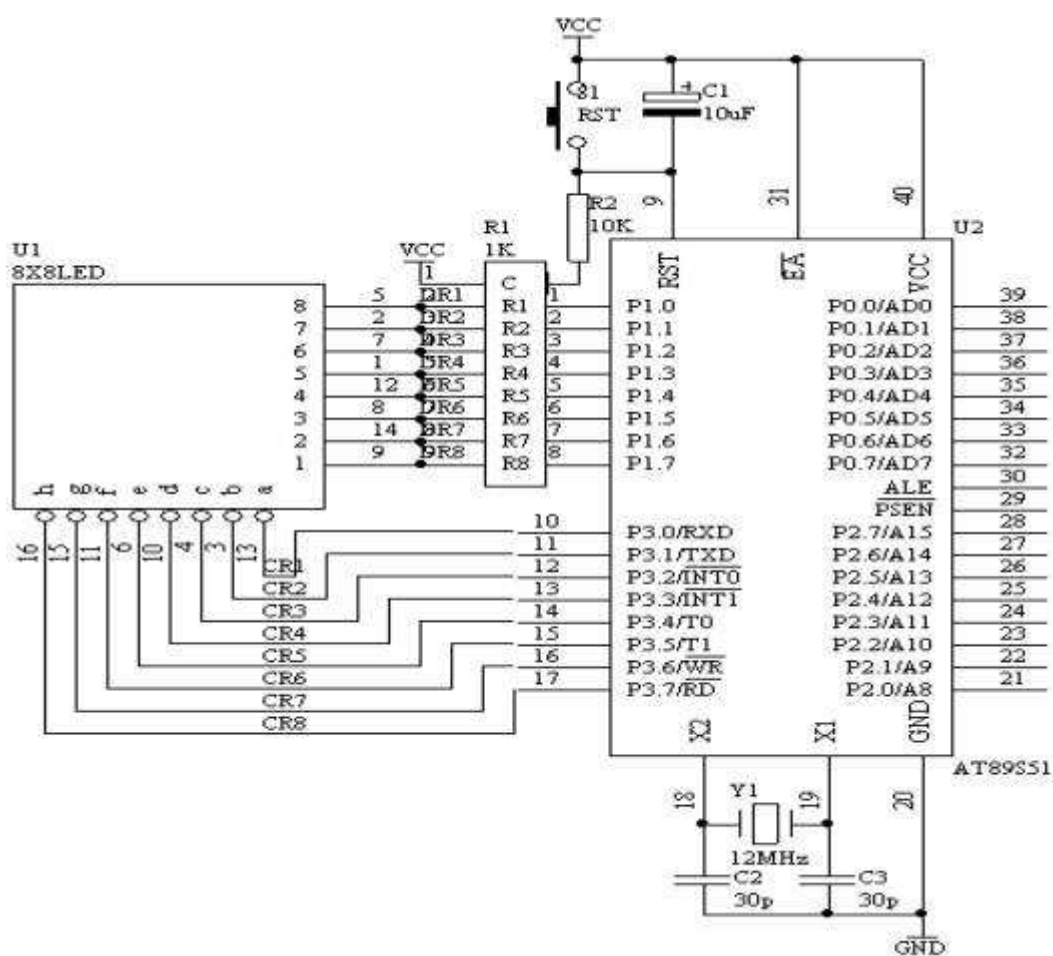 VCC
S1
RST
C1
10uF
R2
10K
9
31
40
U2
U1
8X8LED
VCC
1
R1
1K
C
RST
EA
VCC
8 5 DR1 R1 1 P1.0 P0.0/AD0 39
7 2 DR2 R2 2 P1.1 P0.1/AD1 38
6 7 DR3 R3 3 P1.2 P0.2/AD2 37
5 1 DR4 R4 4 P1.3 P0.3/AD3 36
4 12 DR5 R5 5 P1.4 P0.4/AD4 35
3 8 DR6 R6 6 P1.5 P0.5/AD5 34
2 14 DR7 R7 7 P1.6 P0.6/AD6 33
1 9 DR8 R8 8 P1.7 P0.7/AD7 32
ALE 30
PSEN 29
h g f e d c b a
16 15 11 6 10 4 3 13
CR1 10 P3.0/RXD P2.7/A15 28
CR2 11 P3.1/TXD P2.6/A14 27
CR3 12 P3.2/INT0 P2.5/A13 26
CR4 13 P3.3/INT1 P2.4/A12 25
CR5 14 P3.4/T0 P2.3/A11 24
CR6 15 P3.5/T1 P2.2/A10 23
CR7 16 P3.6/WR P2.1/A9 22
CR8 17 P3.7/RD P2.0/A8 21
X2
X1
GND
AT89S51
18
Y1
19
20
12MHz
C2
30p
C3
30p
GND